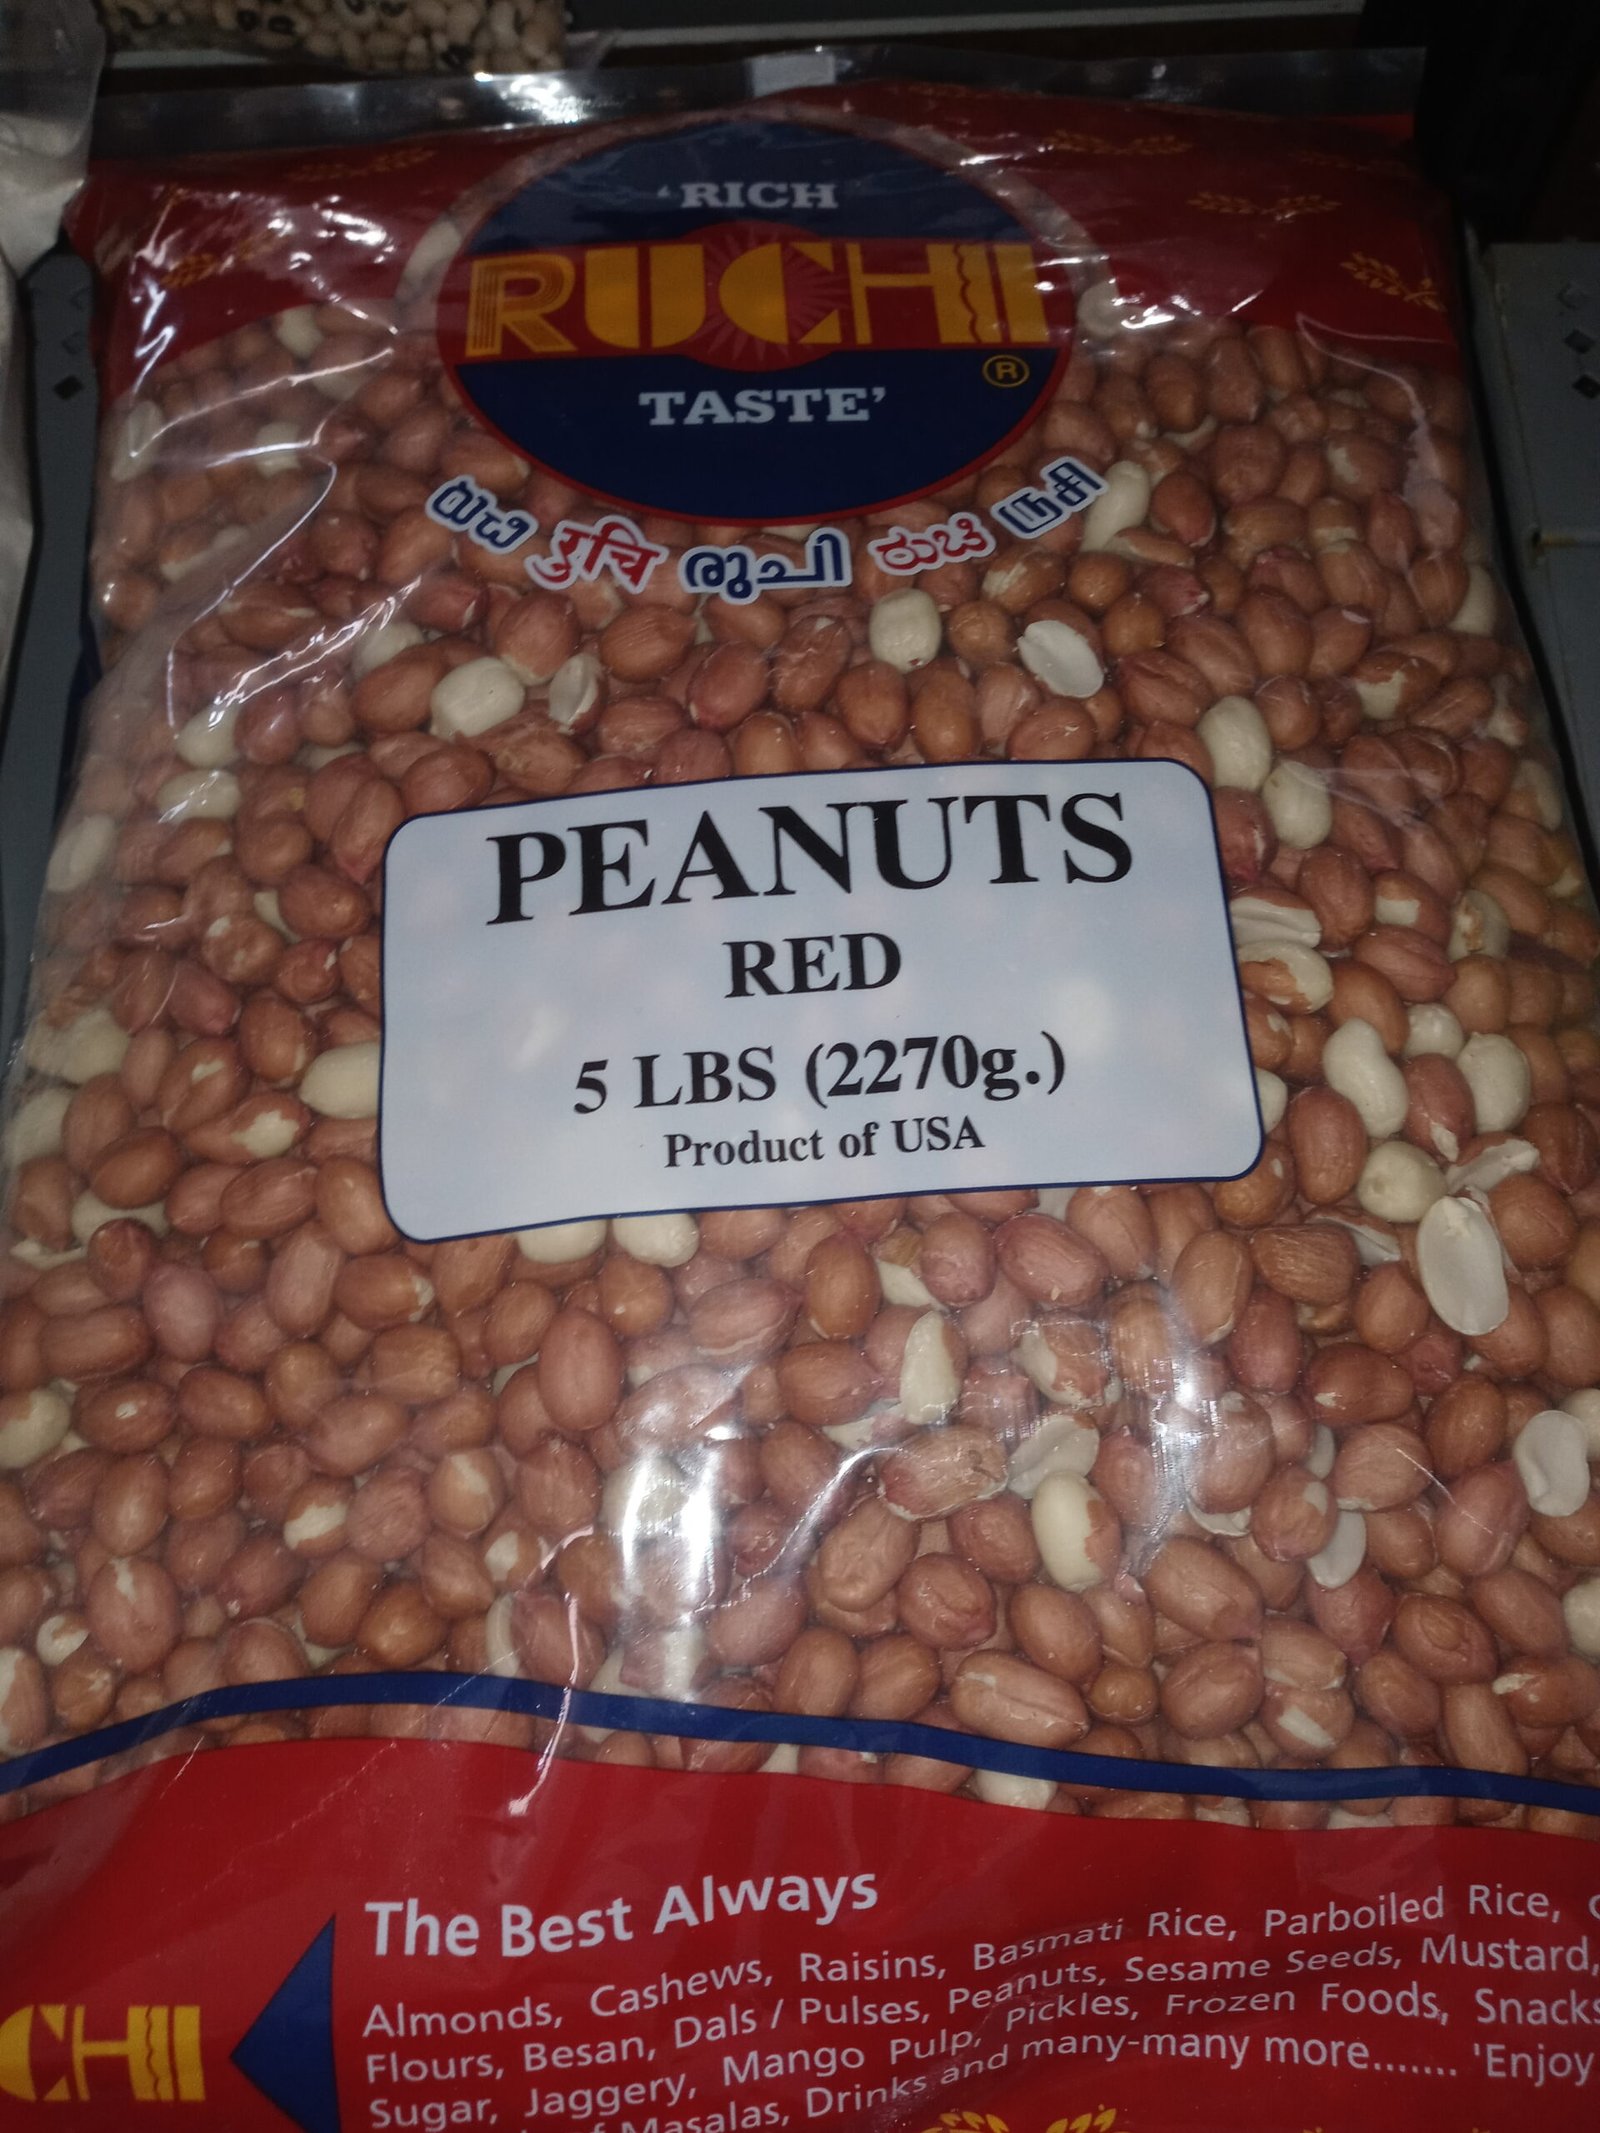 'RICH
RUCHI
®
TASTE'
रुचि രുചി
PEANUTS
RED
5 LBS (2270g.)
Product of USA
The Best Always
Almonds, Cashews, Raisins, Basmati Rice, Parboiled Rice,
Flours, Besan, Dals / Pulses, Peanuts, Sesame Seeds, Mustard,
Sugar, Jaggery, Mango Pulp, Pickles, Frozen Foods, Snacks
Masalas, Drinks and many-many more....... 'Enjoy
CHI